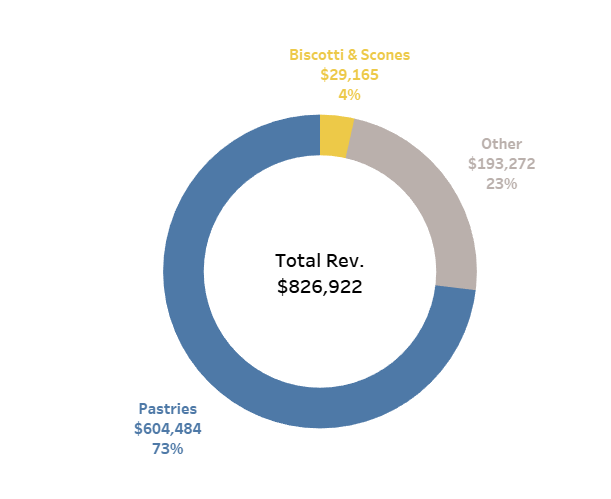 Biscotti & Scones
$29,165
4%
Other
$193,272
23%
Total Rev.
$826,922
Pastries
$604,484
73%